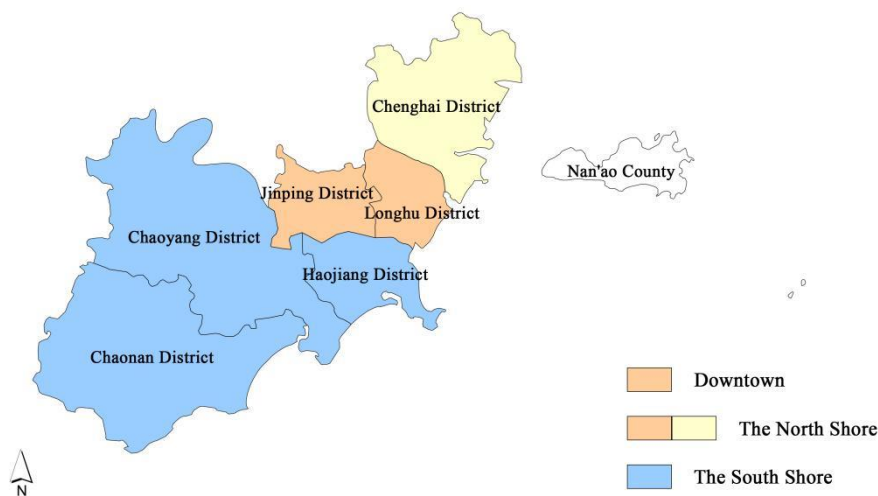 Chenghai District
Nan'ao County
Jinping District
Longhu District
Chaoyang District
Haojiang District
Chaonan District
Downtown
The North Shore
The South Shore
N